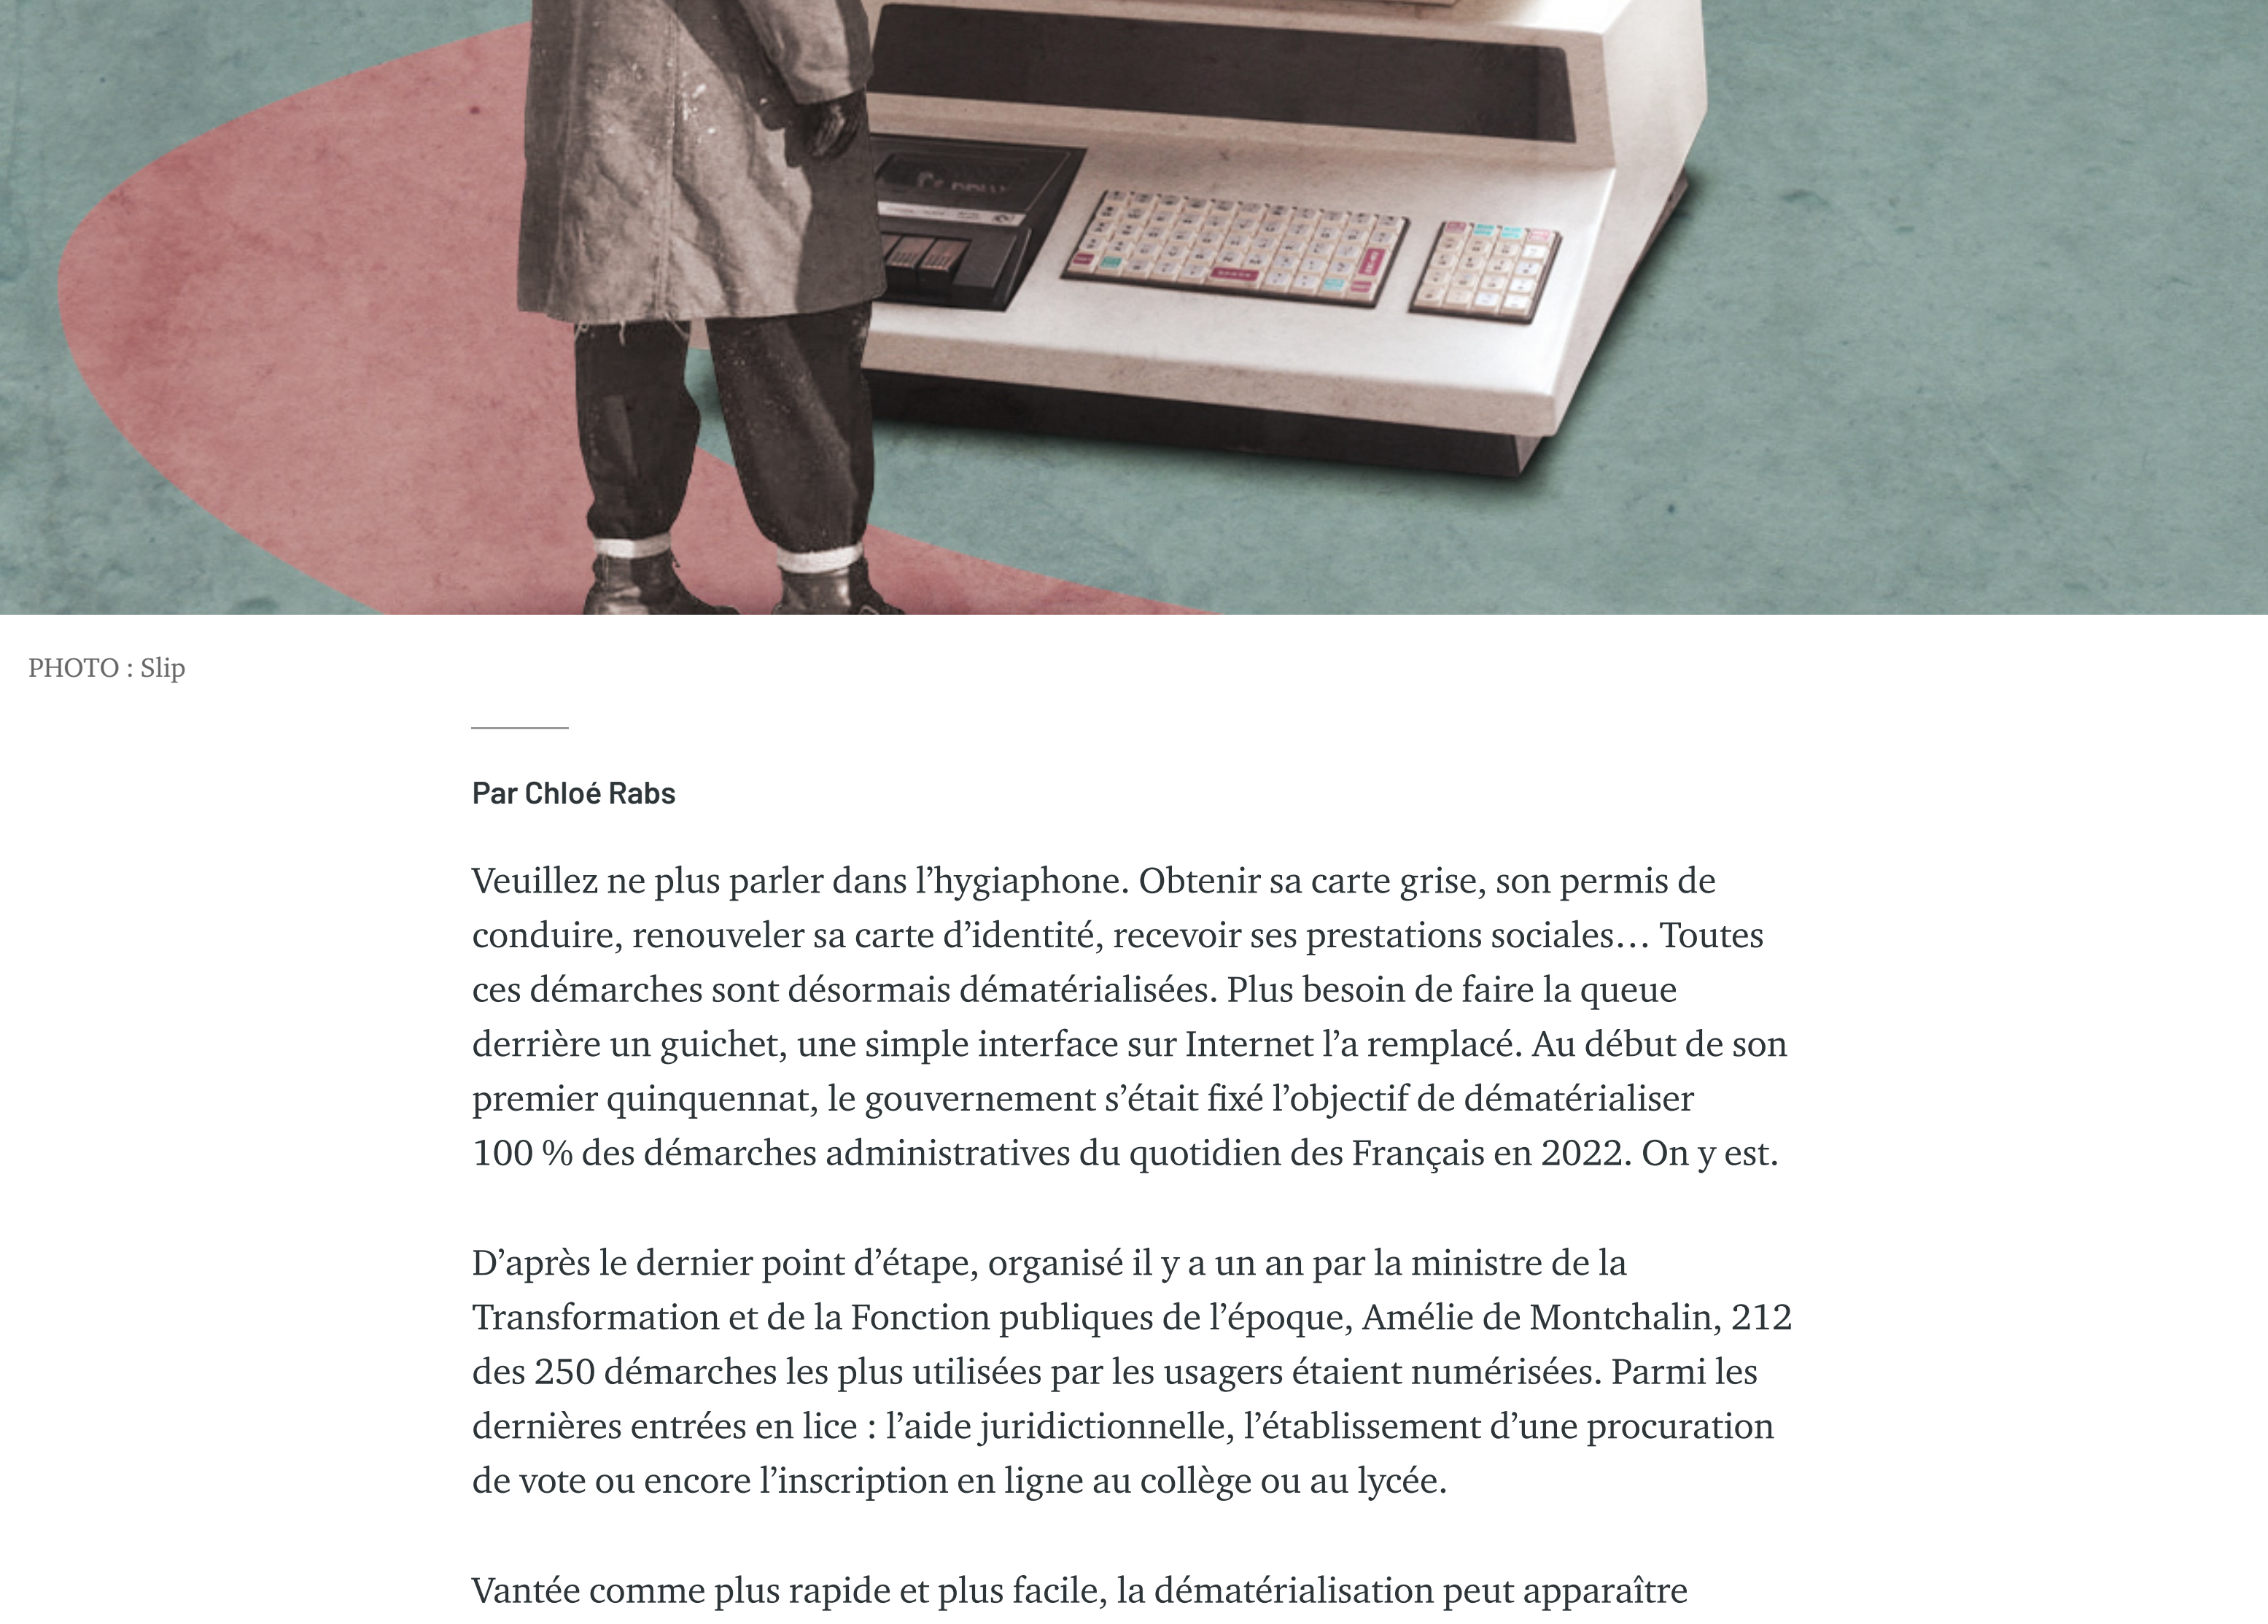 PHOTO : Slip
Par Chloé Rabs
Veuillez ne plus parler dans l’hygiaphone. Obtenir sa carte grise, son permis de
conduire, renouveler sa carte d’identité, recevoir ses prestations sociales… Toutes
ces démarches sont désormais dématérialisées. Plus besoin de faire la queue
derrière un guichet, une simple interface sur Internet l’a remplacé. Au début de son
premier quinquennat, le gouvernement s’était fixé l’objectif de dématérialiser
100 % des démarches administratives du quotidien des Français en 2022. On y est.
D’après le dernier point d’étape, organisé il y a un an par la ministre de la
Transformation et de la Fonction publiques de l’époque, Amélie de Montchalin, 212
des 250 démarches les plus utilisées par les usagers étaient numérisées. Parmi les
dernières entrées en lice : l’aide juridictionnelle, l’établissement d’une procuration
de vote ou encore l’inscription en ligne au collège ou au lycée.
Vantée comme plus rapide et plus facile, la dématérialisation peut apparaître